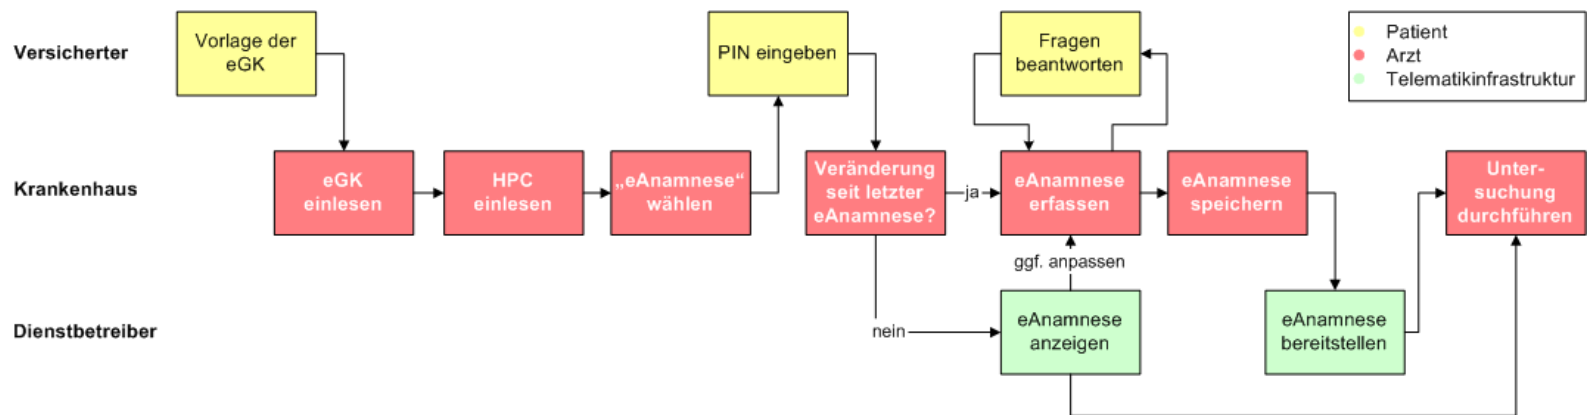 Versicherter
Vorlage der
eGK
PIN eingeben
Fragen
beantworten
Patient
Arzt
Telematikinfrastruktur
Krankenhaus
eGK
einlesen
HPC
einlesen
„eAnamnese“
wählen
Veränderung
seit letzter
eAnamnese?
ja
eAnamnese
erfassen
eAnamnese
speichern
Unter-
suchung
durchführen
ggf. anpassen
Dienstbetreiber
nein
eAnamnese
anzeigen
eAnamnese
bereitstellen